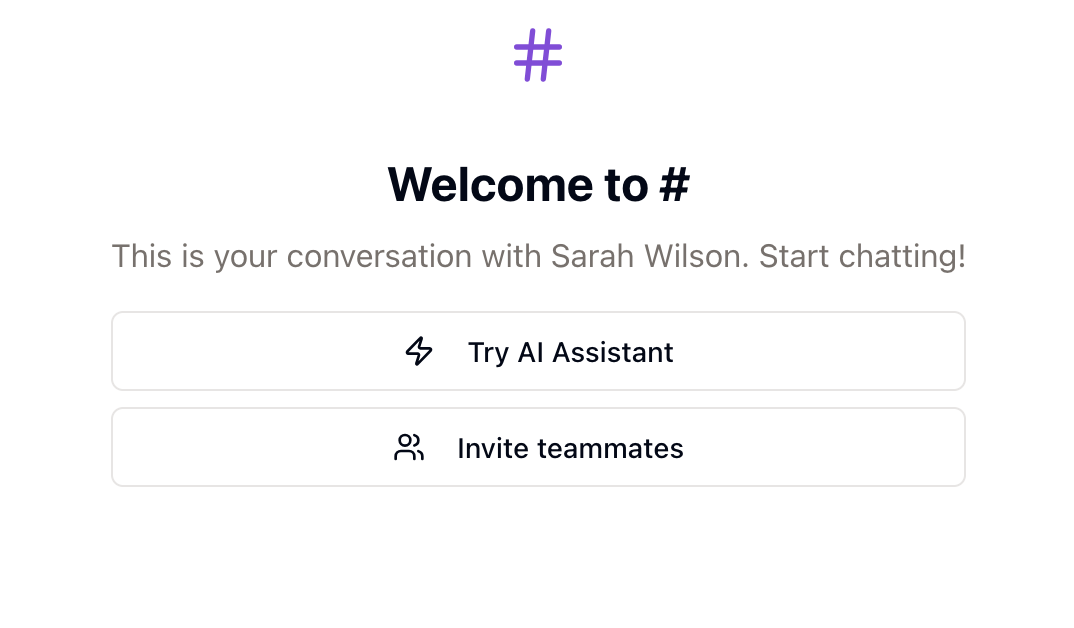 #
Welcome to #
This is your conversation with Sarah Wilson. Start chatting!
Try AI Assistant
Invite teammates